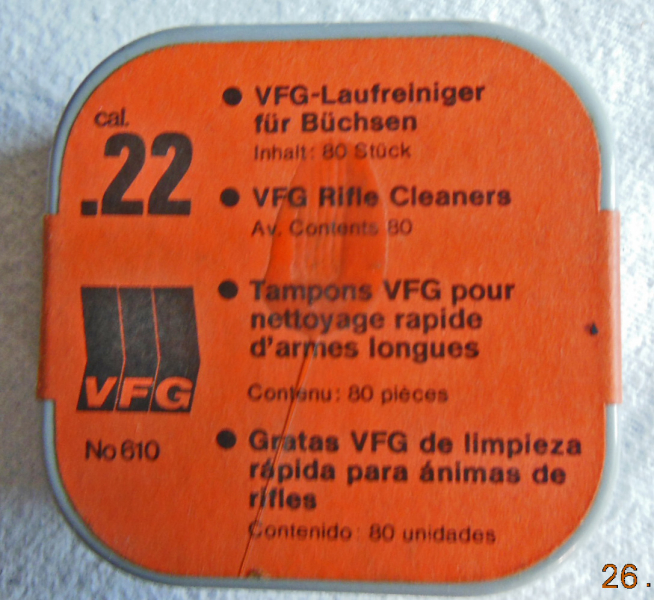 cal.
.22
VFG
No 610
● VFG-Laufreiniger
für Büchsen
Inhalt: 80 Stück
● VFG Rifle Cleaners
Av. Contents 80
● Tampons VFG pour
nettoyage rapide
d'armes longues
Contenu: 80 pièces
● Gratas VFG de limpieza
rápida para ánimas de
rifles
Contenido: 80 unidades
26.